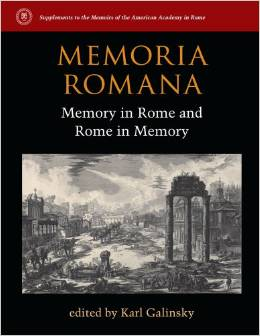 Supplements to the Memoirs of the American Academy in Rome
MEMORIA
ROMANA
Memory in Rome and
Rome in Memory
edited by Karl Galinsky